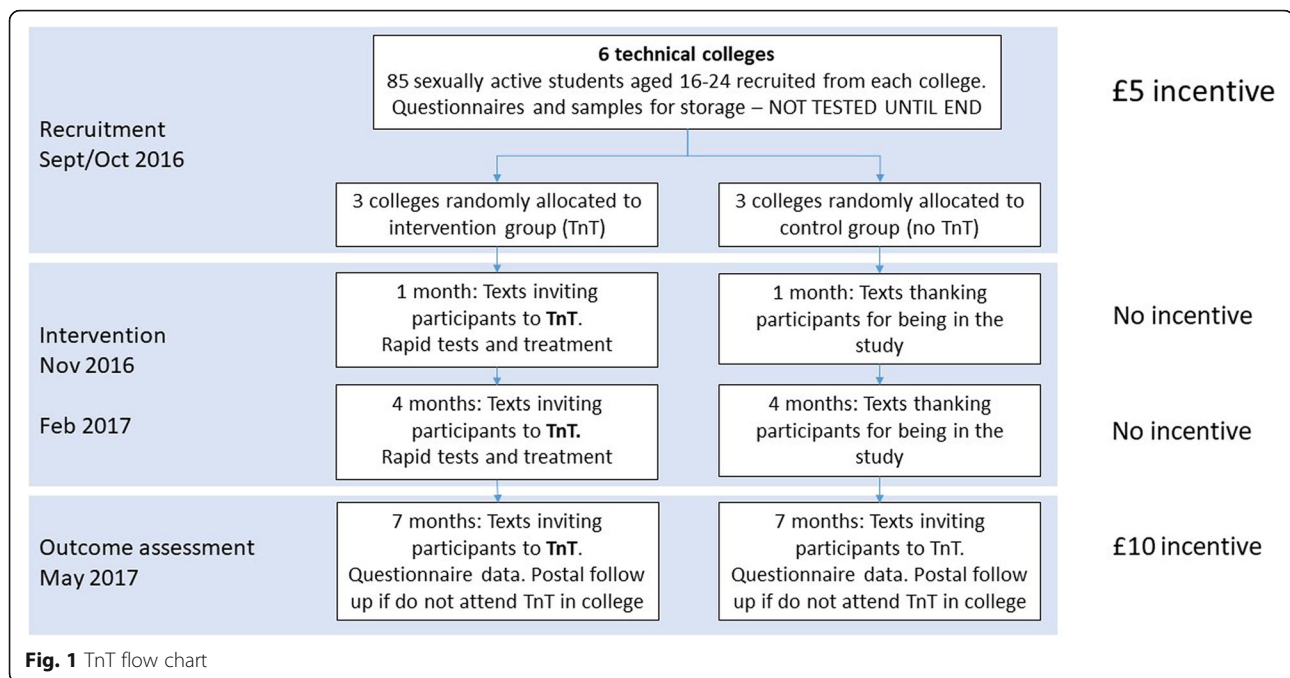 6 technical colleges
85 sexually active students aged 16-24 recruited from each college.
Questionnaires and samples for storage – NOT TESTED UNTIL END
£5 incentive
Recruitment
Sept/Oct 2016
3 colleges randomly allocated to
intervention group (TnT)
3 colleges randomly allocated to
control group (no TnT)
Intervention
Nov 2016
1 month: Texts inviting
participants to TnT.
Rapid tests and treatment
1 month: Texts thanking
participants for being in the
study
No incentive
Feb 2017
4 months: Texts inviting
participants to TnT.
Rapid tests and treatment
4 months: Texts thanking
participants for being in the
study
No incentive
Outcome assessment
May 2017
7 months: Texts inviting
participants to TnT.
Questionnaire data. Postal follow
up if do not attend TnT in college
7 months: Texts inviting
participants to TnT.
Questionnaire data. Postal follow
up if do not attend TnT in college
£10 incentive
Fig. 1 TnT flow chart